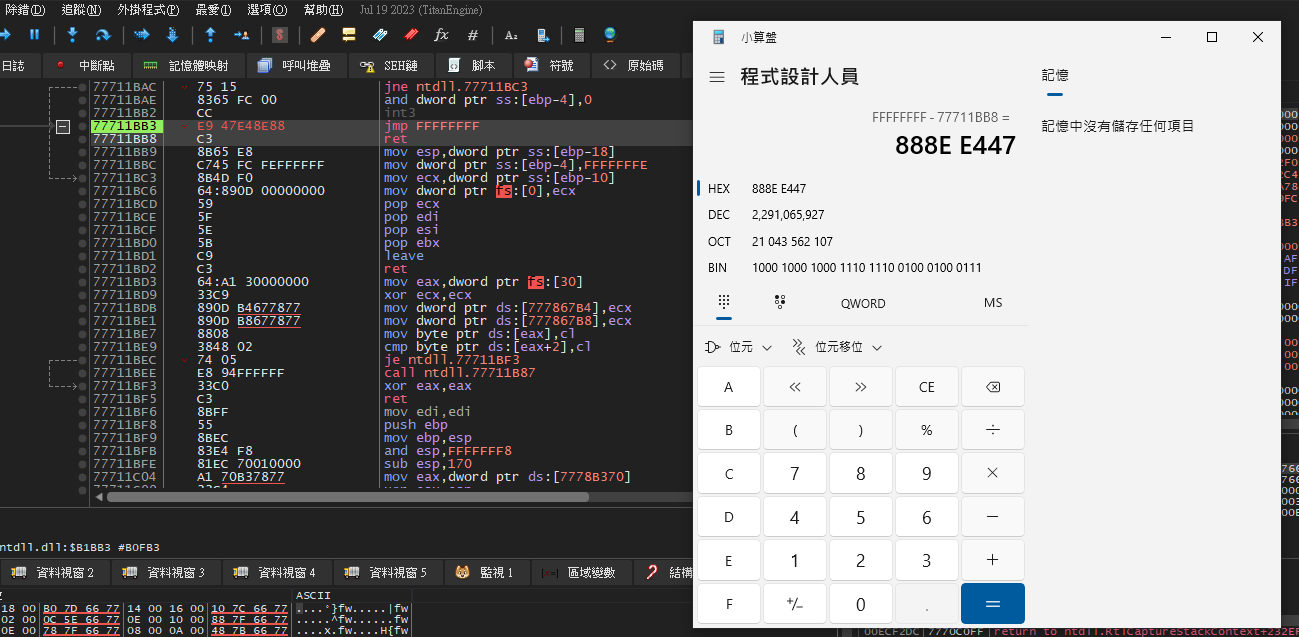 除錯(D) 追蹤(N) 外掛程式(P) 最愛(I) 選項(O) 幫助(H) Jul 19 2023 (TitanEngine)
日誌 中斷點 記憶體映射 呼叫堆疊 SEH鏈 腳本 符號 原始碼
77711BAC 75 15 jne ntdll.77711BC3
77711BAE 8365 FC 00 and dword ptr ss:[ebp-4],0
77711BB2 CC int3
77711BB3 E9 47E48E88 jmp FFFFFFFF
77711BB8 C3 ret
77711BB9 8B65 E8 mov esp,dword ptr ss:[ebp-18]
77711BBC C745 FC FEFFFFFF mov dword ptr ss:[ebp-4],FFFFFFFE
77711BC3 8B4D F0 mov ecx,dword ptr ss:[ebp-10]
77711BC6 64:890D 00000000 mov dword ptr fs:[0],ecx
77711BCD 59 pop ecx
77711BCE 5F pop edi
77711BCF 5E pop esi
77711BD0 5B pop ebx
77711BD1 C9 leave
77711BD2 C3 ret
77711BD3 64:A1 30000000 mov eax,dword ptr fs:[30]
77711BD9 33C9 xor ecx,ecx
77711BDB 890D B4677877 mov dword ptr ds:[777867B4],ecx
77711BE1 890D B8677877 mov dword ptr ds:[777867B8],ecx
77711BE7 8808 mov byte ptr ds:[eax],cl
77711BE9 3848 02 cmp byte ptr ds:[eax+2],cl
77711BEC 74 05 je ntdll.77711BF3
77711BEE E8 94FFFFFF call ntdll.77711B87
77711BF3 33C0 xor eax,eax
77711BF5 C3 ret
77711BF6 8BFF mov edi,edi
77711BF8 55 push ebp
77711BF9 8BEC mov ebp,esp
77711BFB 83E4 F8 and esp,FFFFFFF8
77711BFE 81EC 70010000 sub esp,170
77711C04 A1 70B37877 mov eax,dword ptr ds:[7778B370]
ntdll.dll:$B1BB3 #B0FB3
資料視窗 2 資料視窗 3 資料視窗 4 資料視窗 5 監視 1 區域變數 結構
ASCII
18 00 B0 7D 66 77 14 00 16 00 10 7C 66 77 ....°}fw.....|fw
02 00 0C 5E 66 77 0E 00 10 00 88 7F 66 77 ....^fw......fw
0E 00 78 7F 66 77 08 00 0A 00 48 7B 66 77 ....x.fw....H{fw
小算盤
程式設計人員
FFFFFFFF - 77711BB8 =
888E E447
HEX 888E E447
DEC 2,291,065,927
OCT 21 043 562 107
BIN 1000 1000 1000 1110 1110 0100 0100 0111
QWORD MS
位元 位元移位
A << >> CE
B ( ) % ÷
C 7 8 9 ×
D 4 5 6 −
E 1 2 3 +
F +/− 0 . =
記憶
記憶中沒有儲存任何項目
00ECF2DC 7770C0FF return to ntdll.RtlCaptureStackContext+232EF